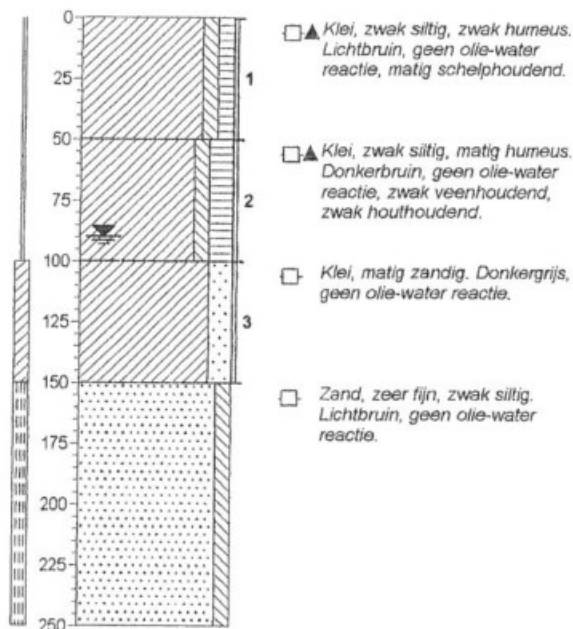 0
Klei, zwak siltig, zwak humeus.
Lichtbruin, geen olie-water
reactie, matig schelphoudend.
25
1
50
Klei, zwak siltig, matig humeus.
Donkerbruin, geen olie-water
reactie, zwak veenhoudend,
zwak houthoudend.
75
2
100
Klei, matig zandig. Donkergrijs,
geen olie-water reactie.
125
3
150
Zand, zeer fijn, zwak siltig.
Lichtbruin, geen olie-water
reactie.
175
200
225
250